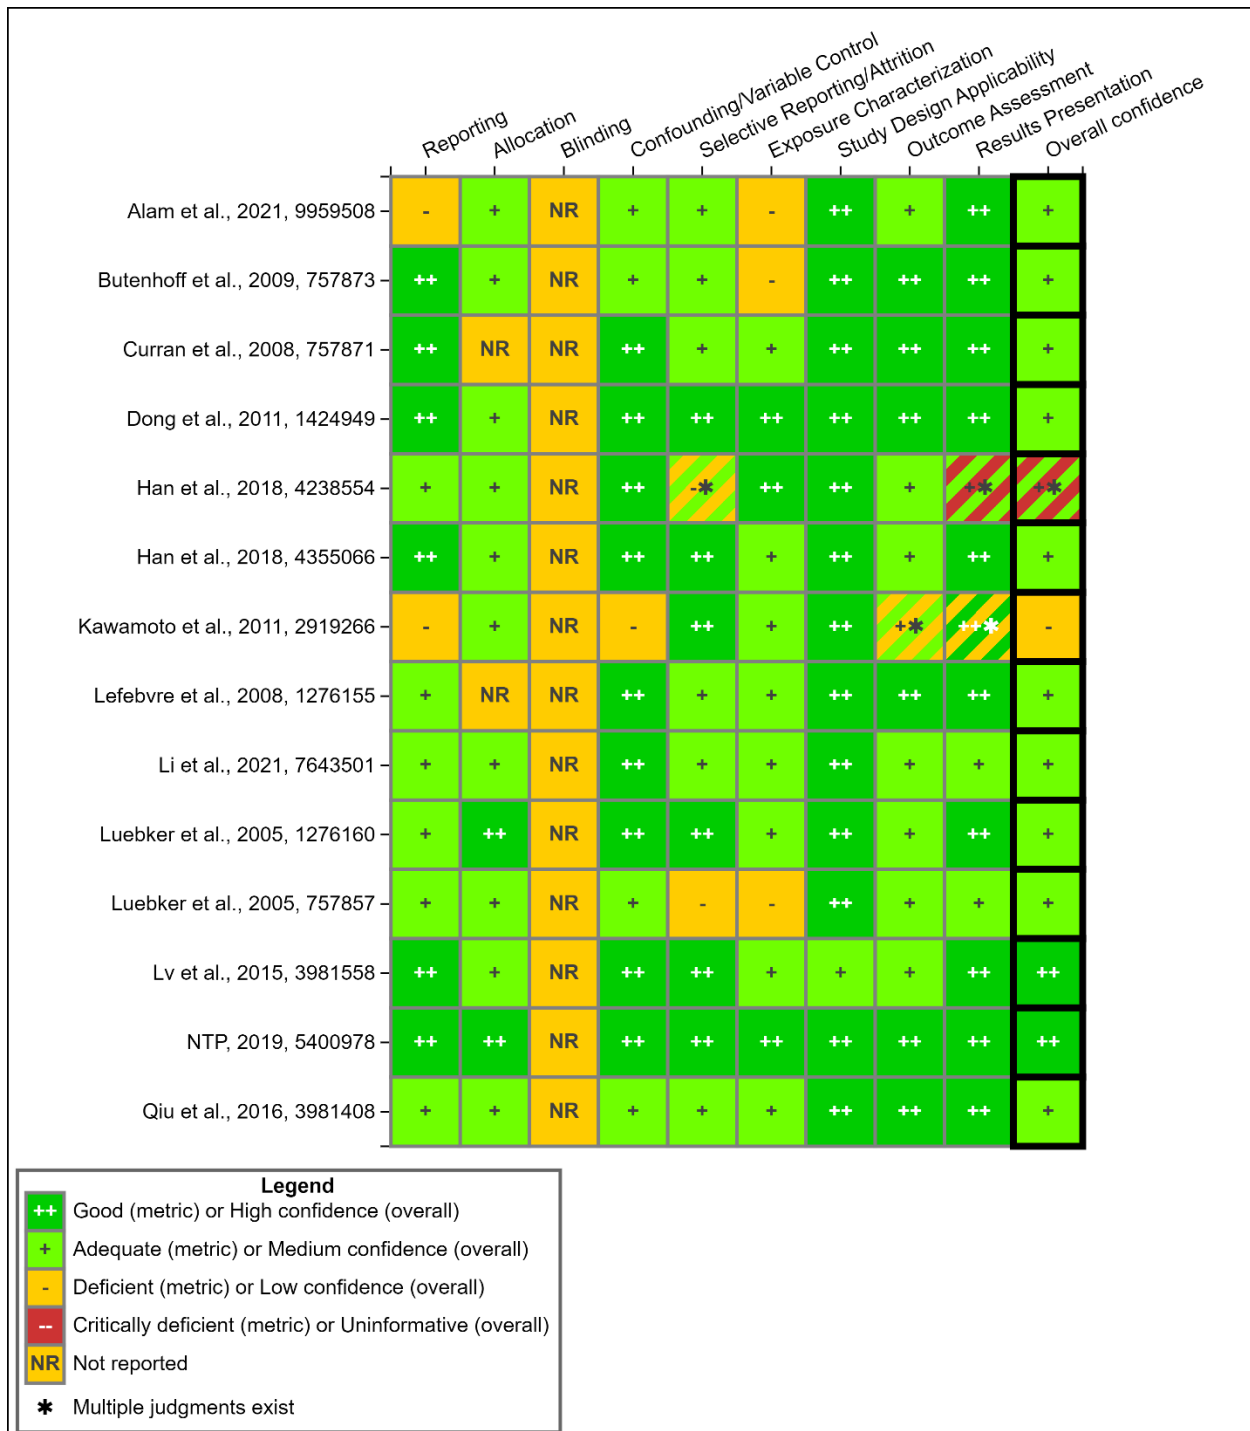 Reporting
Allocation
Blinding
Confounding/Variable Control
Selective Reporting/Attrition
Exposure Characterization
Study Design Applicability
Outcome Assessment
Results Presentation
Overall confidence
Alam et al., 2021, 9959508 - + NR + + - ++ + ++ +
Butenhoff et al., 2009, 757873 ++ + NR + + - ++ ++ ++ +
Curran et al., 2008, 757871 ++ NR NR ++ + + ++ ++ ++ +
Dong et al., 2011, 1424949 ++ + NR ++ ++ ++ ++ ++ ++ +
Han et al., 2018, 4238554 + + NR ++ -✱ ++ ++ + +✱ +✱
Han et al., 2018, 4355066 ++ + NR ++ ++ + ++ + ++ +
Kawamoto et al., 2011, 2919266 - + NR - ++ + ++ +✱ ++✱ -
Lefebvre et al., 2008, 1276155 + NR NR ++ + + ++ ++ ++ +
Li et al., 2021, 7643501 + + NR ++ + + ++ + + +
Luebker et al., 2005, 1276160 + ++ NR ++ ++ + ++ + ++ +
Luebker et al., 2005, 757857 + + NR + - - ++ + + +
Lv et al., 2015, 3981558 ++ + NR ++ ++ + + + ++ ++
NTP, 2019, 5400978 ++ ++ NR ++ ++ ++ ++ ++ ++ ++
Qiu et al., 2016, 3981408 + + NR + + + ++ ++ ++ +
Legend
++ Good (metric) or High confidence (overall)
+ Adequate (metric) or Medium confidence (overall)
- Deficient (metric) or Low confidence (overall)
-- Critically deficient (metric) or Uninformative (overall)
NR Not reported
✱ Multiple judgments exist